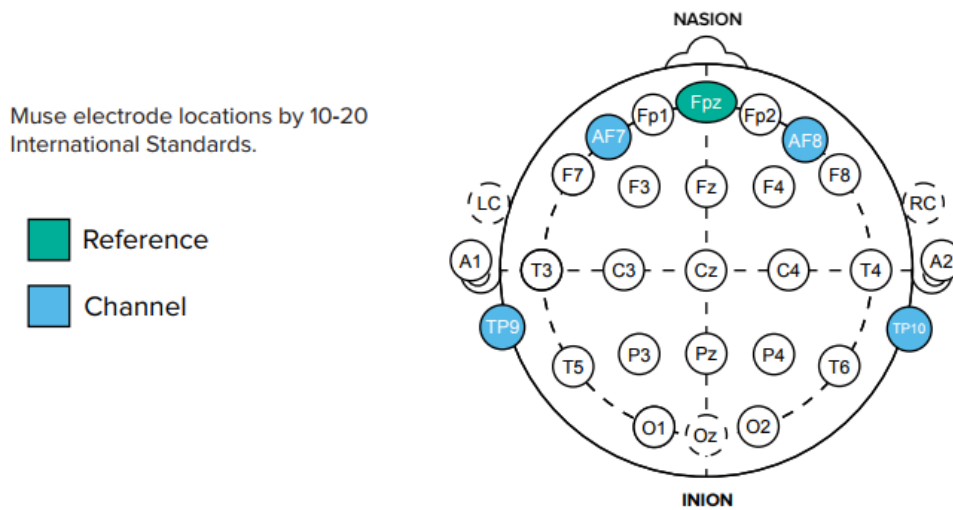 NASION
Muse electrode locations by 10-20
International Standards.
Reference
Channel
Fp1 Fpz Fp2
AF7 AF8
F7 F3 Fz F4 F8
LC RC
A1 T3 C3 Cz C4 T4 A2
TP9 TP10
T5 P3 Pz P4 T6
O1 Oz O2
INION